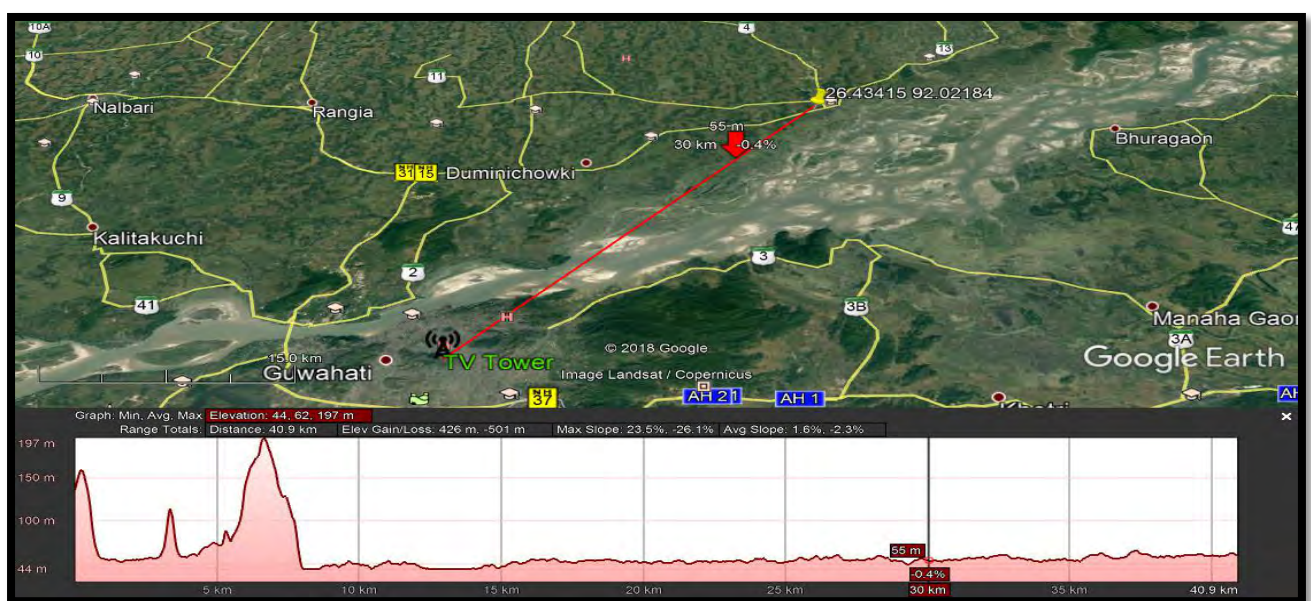 10A
4
10
13
H
11
26.43415 92.02184
Nalbari
Rangia
55 m
30 km -0.4%
Bhuragaon
Duminichowki
9
Kalitakuchi
3
2
41
3B
H
Manaha Gaon
TV Tower
© 2018 Google
3A
15.0 km
Guwahati
Google Earth
Image Landsat / Copernicus
37
AH 2 1
AH 1
Graph: Min, Avg, Max Elevation: 44, 62, 197 m
Range Totals: Distance: 40.9 km Elev Gain/Loss: 426 m, -501 m Max Slope: 23.5%, -26.1% Avg Slope: 1.6%, -2.3%
197 m
150 m
100 m
44 m
55 m
-0.4%
5 km
10 km
15 km
20 km
25 km
30 km
35 km
40.9 km